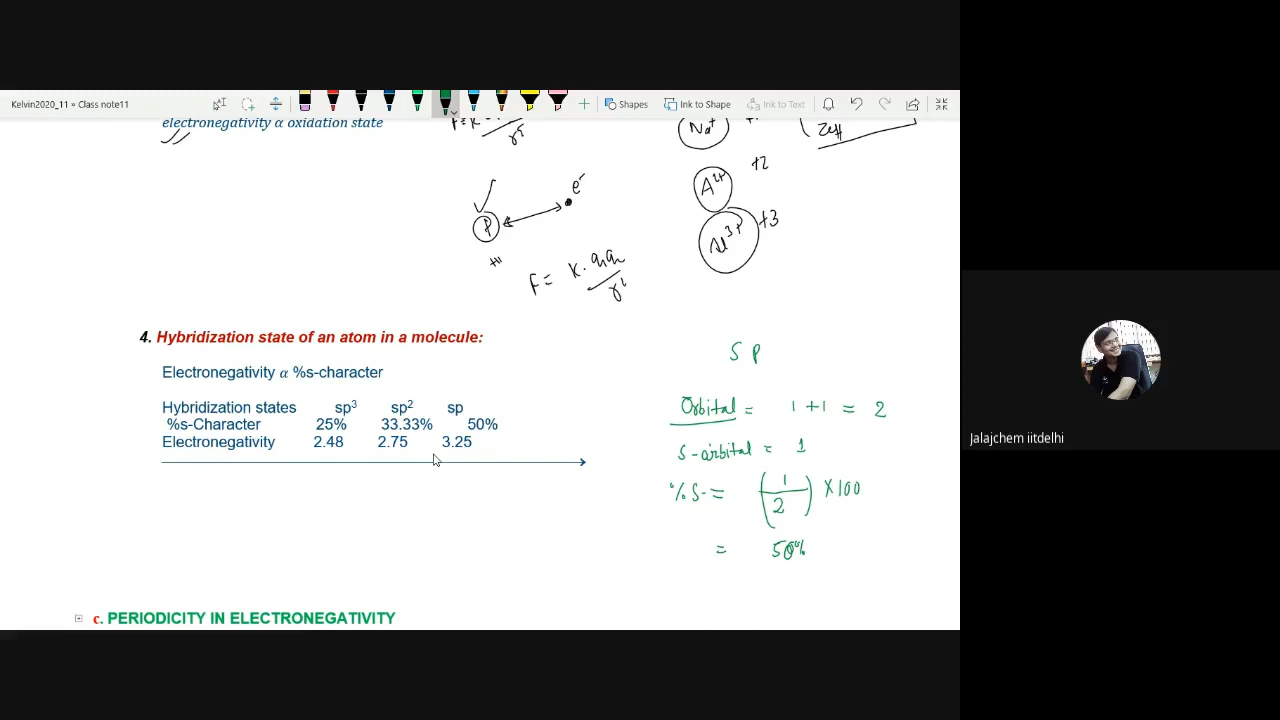 Kelvin2020_11 » Class note11
Shapes
Ink to Shape
Ink to Text
electronegativity α oxidation state
Na+
Zeff
e-
P
F = K. q1q2
r2
A2+
+2
Al3+
+3
4. Hybridization state of an atom in a molecule:
Electronegativity α %s-character
Hybridization states sp3 sp2 sp
%s-Character 25% 33.33% 50%
Electronegativity 2.48 2.75 3.25
S P
Orbital = 1 + 1 = 2
S-orbital = 1
% S- = (1/2) × 100
= 50%
Jalajchem iitdelhi
c. PERIODICITY IN ELECTRONEGATIVITY